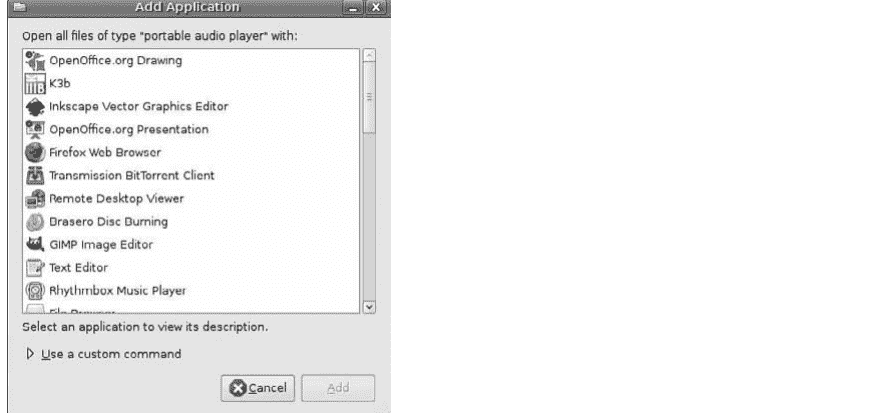 Add Application
Open all files of type "portable audio player" with:
OpenOffice.org Drawing
K3b
Inkscape Vector Graphics Editor
OpenOffice.org Presentation
Firefox Web Browser
Transmission BitTorrent Client
Remote Desktop Viewer
Brasero Disc Burning
GIMP Image Editor
Text Editor
Rhythmbox Music Player
File Browser
Select an application to view its description.
Use a custom command
Cancel
Add